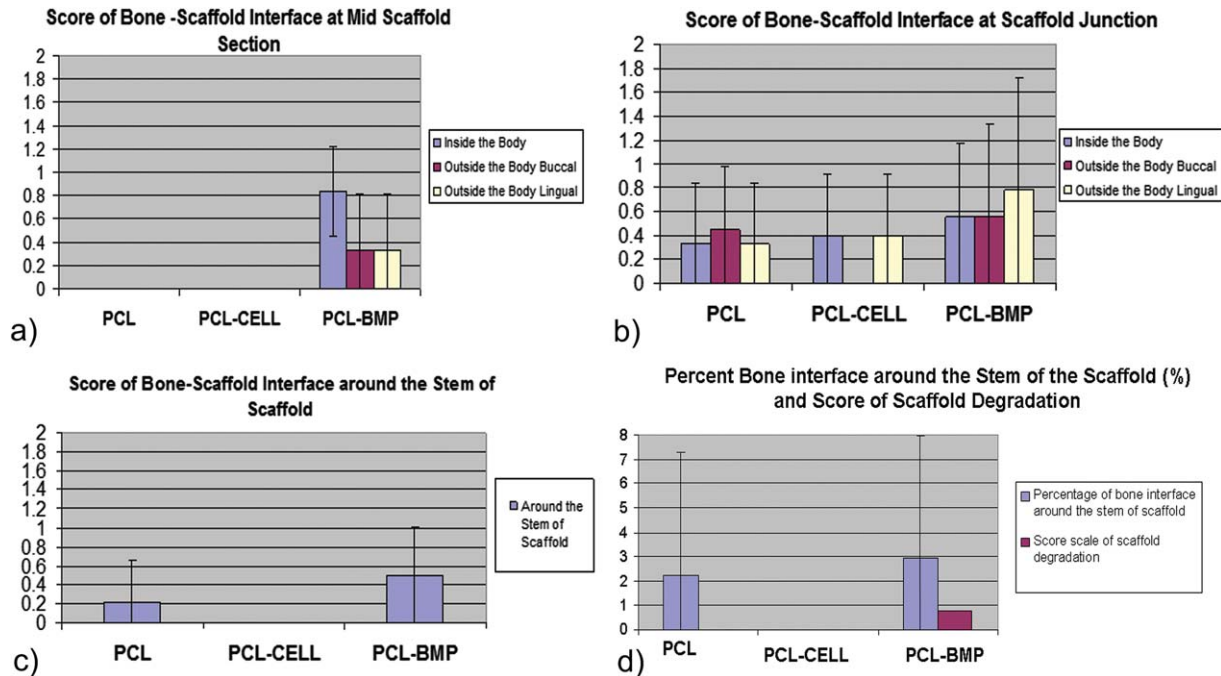 Score of Bone -Scaffold Interface at Mid Scaffold
Section
2
1.8
1.6
1.4
1.2
1
0.8
0.6
0.4
0.2
0
PCL PCL-CELL PCL-BMP
Inside the Body
Outside the Body Buccal
Outside the Body Lingual
a)
Score of Bone-Scaffold Interface at Scaffold Junction
2
1.8
1.6
1.4
1.2
1
0.8
0.6
0.4
0.2
0
PCL PCL-CELL PCL-BMP
Inside the Body
Outside the Body Buccal
Outside the Body Lingual
b)
Score of Bone-Scaffold Interface around the Stem of
Scaffold
2
1.8
1.6
1.4
1.2
1
0.8
0.6
0.4
0.2
0
PCL PCL-CELL PCL-BMP
Around the
Stem of
Scaffold
c)
Percent Bone interface around the Stem of the Scaffold (%)
and Score of Scaffold Degradation
8
7
6
5
4
3
2
1
0
PCL PCL-CELL PCL-BMP
Percentage of bone interface
around the stem of scaffold
Score scale of scaffold
degradation
d)